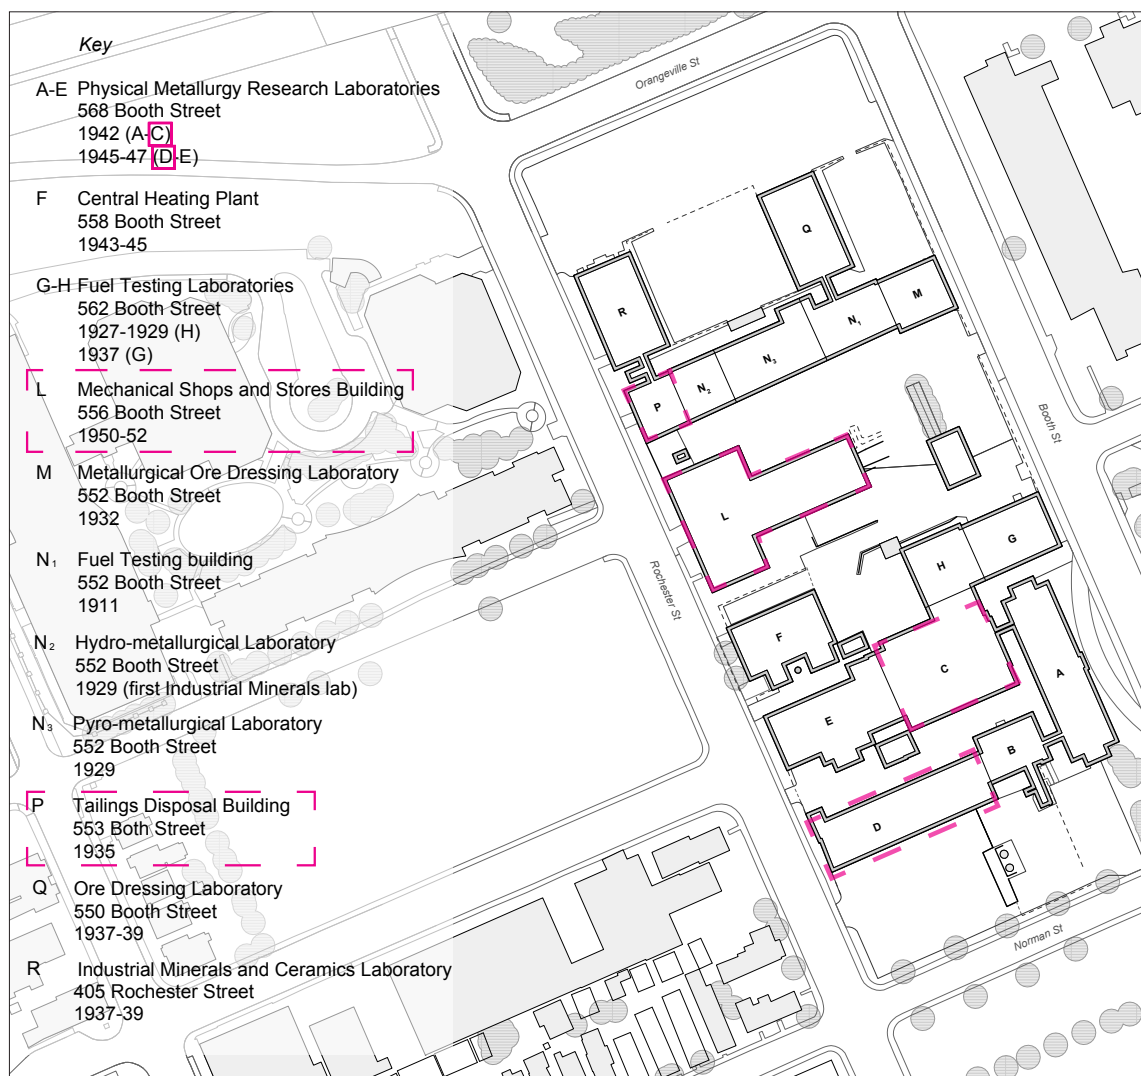 Key
A-E Physical Metallurgy Research Laboratories
568 Booth Street
1942 (A-C)
1945-47 (D-E)
F Central Heating Plant
558 Booth Street
1943-45
G-H Fuel Testing Laboratories
562 Booth Street
1927-1929 (H)
1937 (G)
L Mechanical Shops and Stores Building
556 Booth Street
1950-52
M Metallurgical Ore Dressing Laboratory
552 Booth Street
1932
N₁ Fuel Testing building
552 Booth Street
1911
N₂ Hydro-metallurgical Laboratory
552 Booth Street
1929 (first Industrial Minerals lab)
N₃ Pyro-metallurgical Laboratory
552 Booth Street
1929
P Tailings Disposal Building
553 Both Street
1935
Q Ore Dressing Laboratory
550 Booth Street
1937-39
R Industrial Minerals and Ceramics Laboratory
405 Rochester Street
1937-39
Orangeville St
Q
R
M
N₁
N₃
N₂
P
Booth St
L
G
H
Rochester St
F
C
A
E
B
D
Norman St